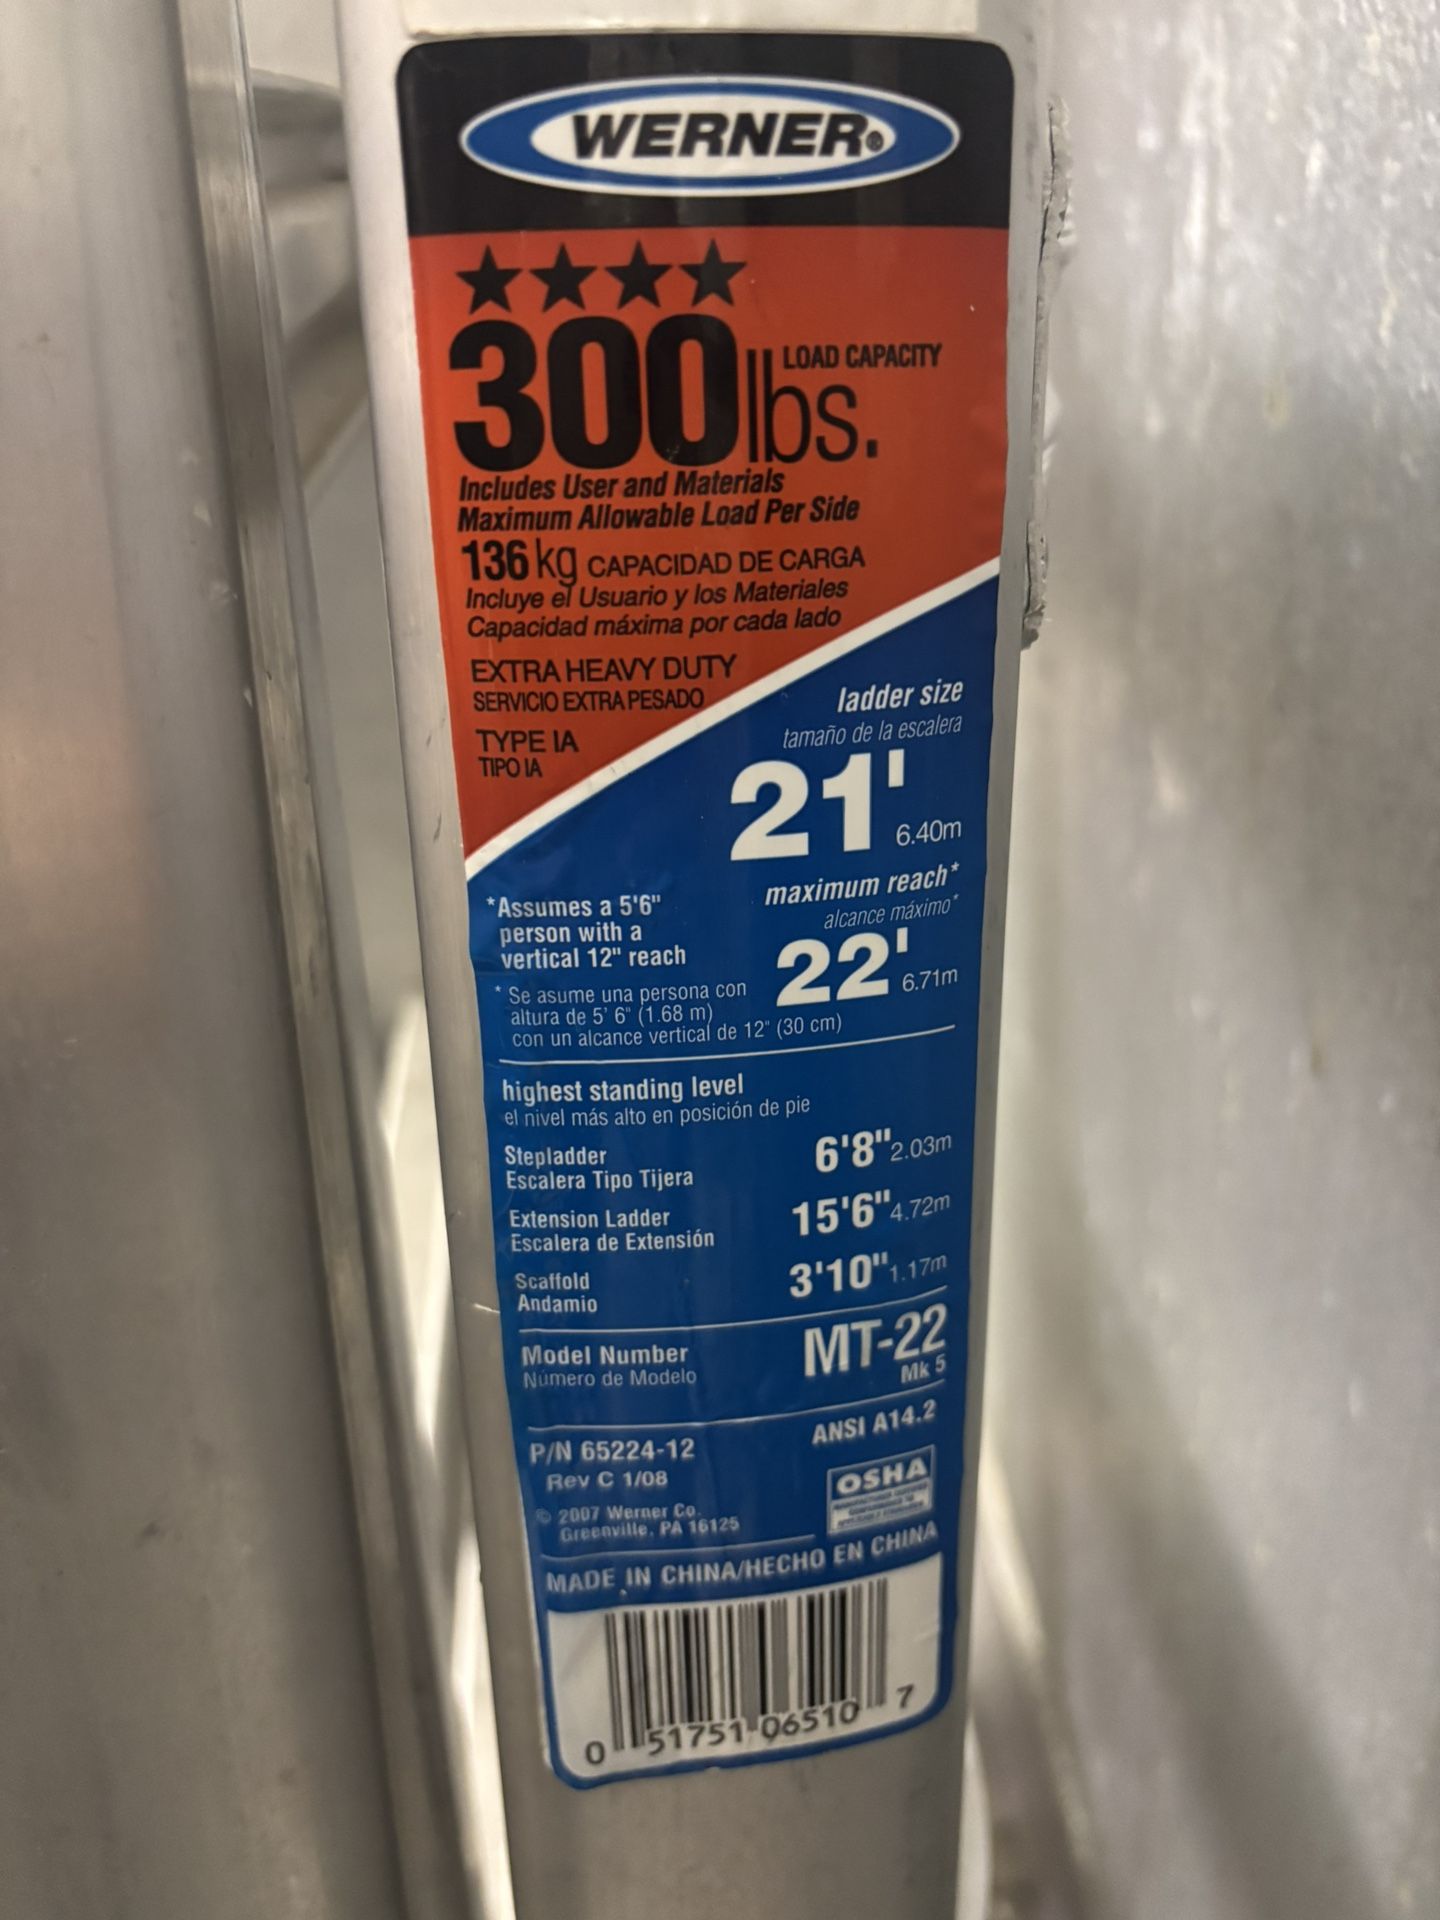 WERNER®
★★★★
300 lbs. LOAD CAPACITY
Includes User and Materials
Maximum Allowable Load Per Side
136 kg CAPACIDAD DE CARGA
Incluye el Usuario y los Materiales
Capacidad máxima por cada lado
EXTRA HEAVY DUTY
SERVICIO EXTRA PESADO
TYPE IA
TIPO IA
ladder size
tamaño de la escalera
21' 6.40m
maximum reach*
alcance máximo*
22' 6.71m
*Assumes a 5'6"
person with a
vertical 12" reach
* Se asume una persona con
altura de 5' 6" (1.68 m)
con un alcance vertical de 12" (30 cm)
highest standing level
el nivel más alto en posición de pie
Stepladder
Escalera Tipo Tijera
6'8" 2.03m
Extension Ladder
Escalera de Extensión
15'6" 4.72m
Scaffold
Andamio
3'10" 1.17m
Model Number
Número de Modelo
MT-22
Mk 5
P/N 65224-12
Rev C 1/08
© 2007 Werner Co.
Greenville, PA 16125
ANSI A14.2
OSHA
MADE IN CHINA/HECHO EN CHINA
0 51751 06510 7